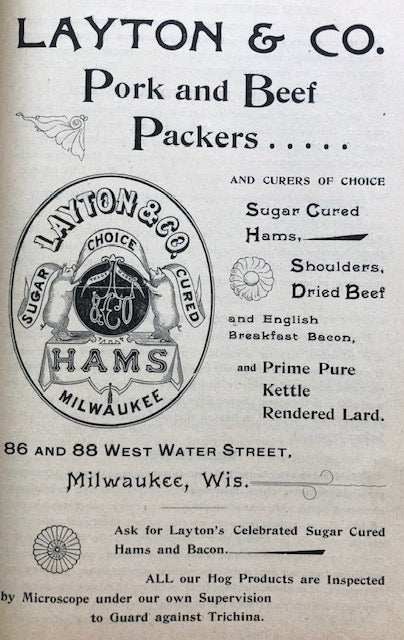 LAYTON & CO.
Pork and Beef
Packers . . . . .
AND CURERS OF CHOICE
Sugar Cured
Hams,
Shoulders,
Dried Beef
and English
Breakfast Bacon,
and Prime Pure
Kettle
Rendered Lard.
LAYTON & CO.
CHOICE
SUGAR CURED
L & CO
HAMS
MILWAUKEE
86 AND 88 WEST WATER STREET,
Milwaukee, Wis.
Ask for Layton's Celebrated Sugar Cured
Hams and Bacon.
ALL our Hog Products are Inspected
by Microscope under our own Supervision
to Guard against Trichina.